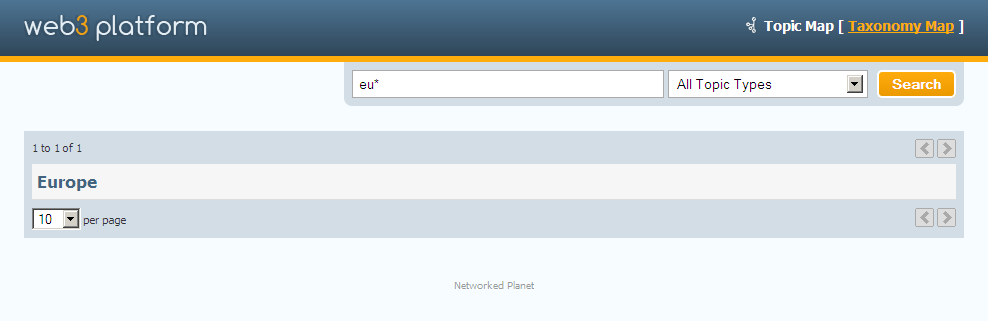 web3 platform
Topic Map [ Taxonomy Map ]
eu*
All Topic Types
Search
1 to 1 of 1
Europe
10 per page
Networked Planet